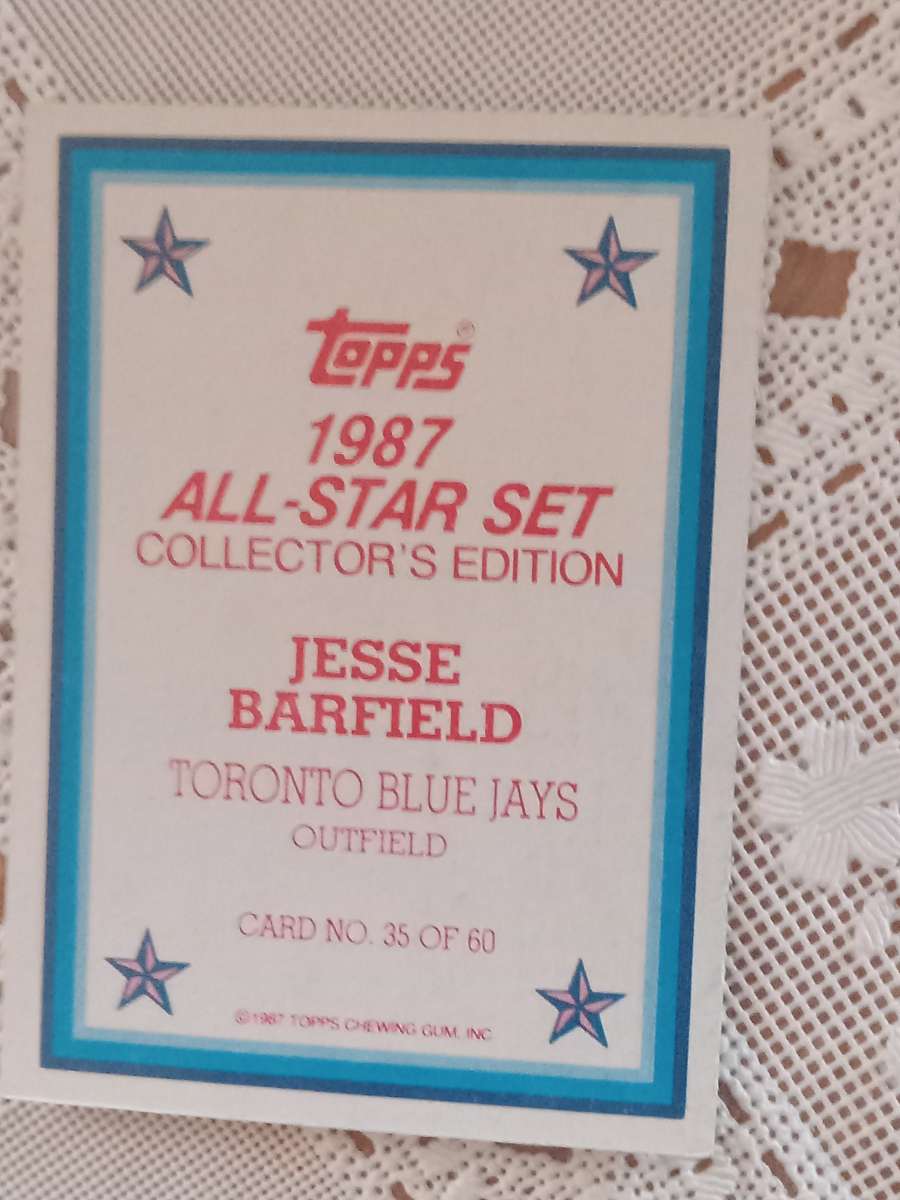 Topps®
1987
ALL-STAR SET
COLLECTOR'S EDITION
JESSE
BARFIELD
TORONTO BLUE JAYS
OUTFIELD
CARD NO. 35 OF 60
©1987 TOPPS CHEWING GUM, INC.